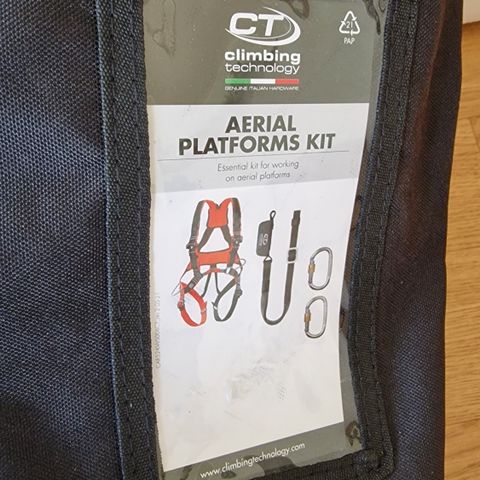 CT
climbing
technology
GENUINE ITALIAN HARDWARE
21
PAP
AERIAL
PLATFORMS KIT
Essential kit for working
on aerial platforms
www.climbingtechnology.com